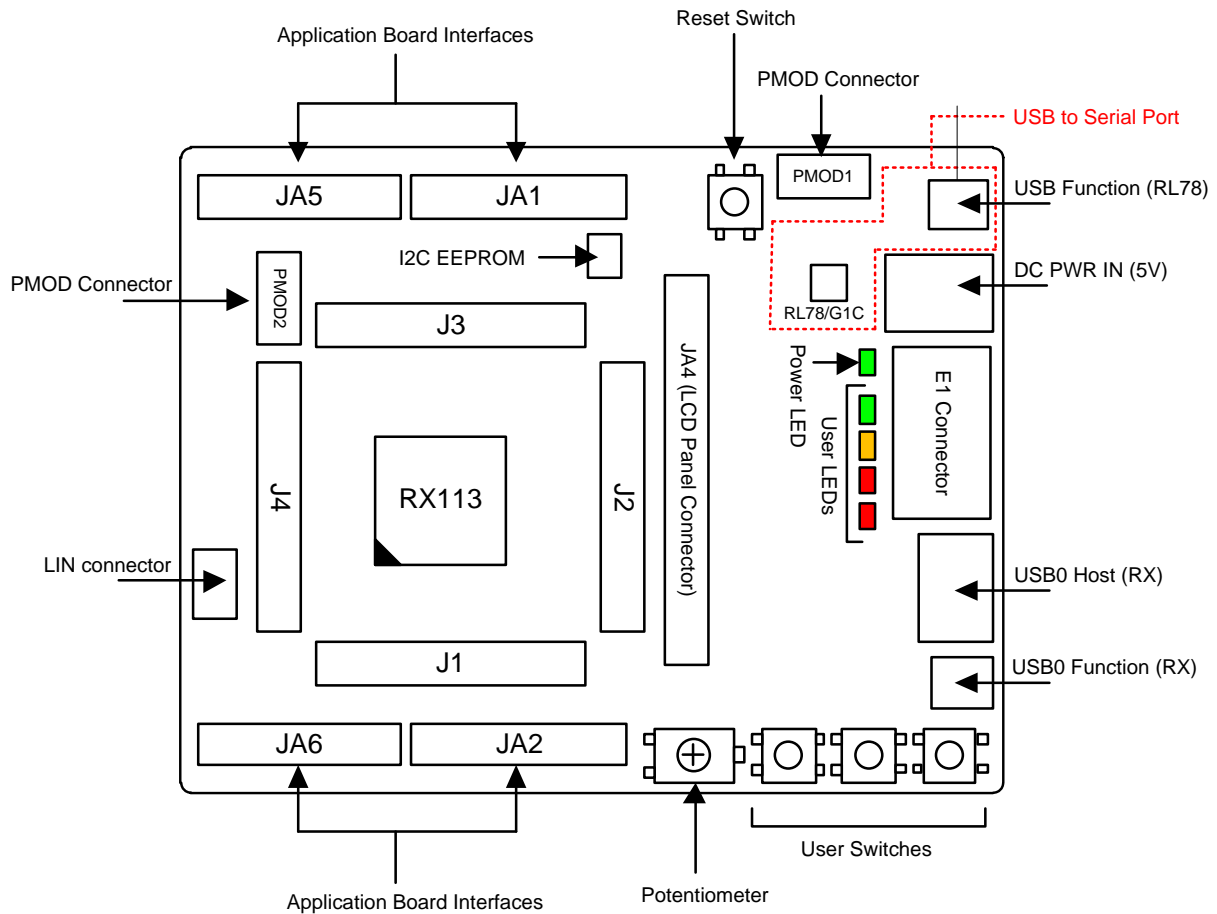 Reset Switch
Application Board Interfaces
PMOD Connector
USB to Serial Port
PMOD1
JA5
JA1
USB Function (RL78)
I2C EEPROM
DC PWR IN (5V)
PMOD Connector
PMOD2
RL78/G1C
J3
JA4 (LCD Panel Connector)
Power LED
E1 Connector
User LEDs
RX113
J4
J2
LIN connector
USB0 Host (RX)
J1
USB0 Function (RX)
JA6
JA2
User Switches
Potentiometer
Application Board Interfaces